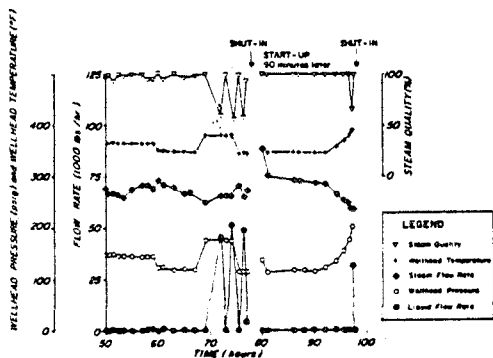 SHUT-IN
START-UP
90 minutes later
SHUT-IN
WELLHEAD PRESSURE (psig) and WELLHEAD TEMPERATURE (°F)
400
300
200
100
0
FLOW RATE (1000 lbs/hr)
125
100
75
50
25
0
STEAM QUALITY (%)
100
50
0
LEGEND
Steam Quality
Wellhead Temperature
Steam Flow Rate
Wellhead Pressure
Liquid Flow Rate
50
60
70
80
90
100
TIME (hours)